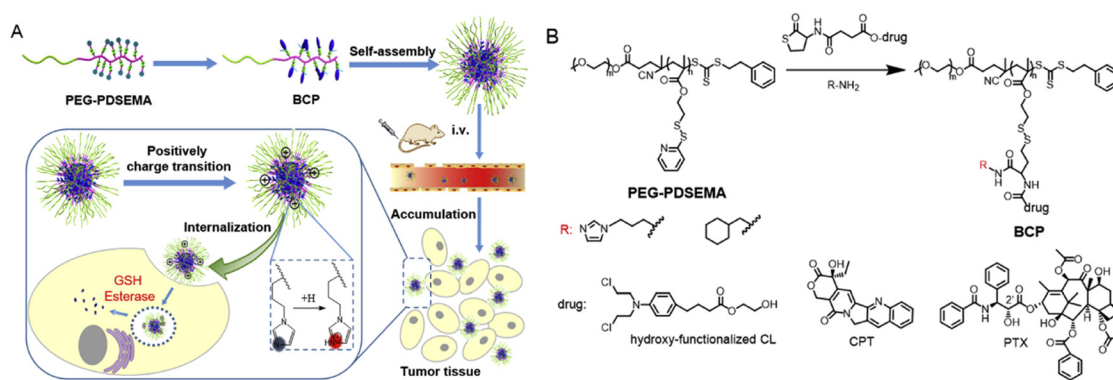 A
PEG-PDSEMA
BCP
Self-assembly
i.v.
Positively
charge transition
Accumulation
Internalization
GSH
Esterase
+H
Tumor tissue
B
O-drug
R-NH₂
PEG-PDSEMA
BCP
R:
drug:
hydroxy-functionalized CL
CPT
PTX